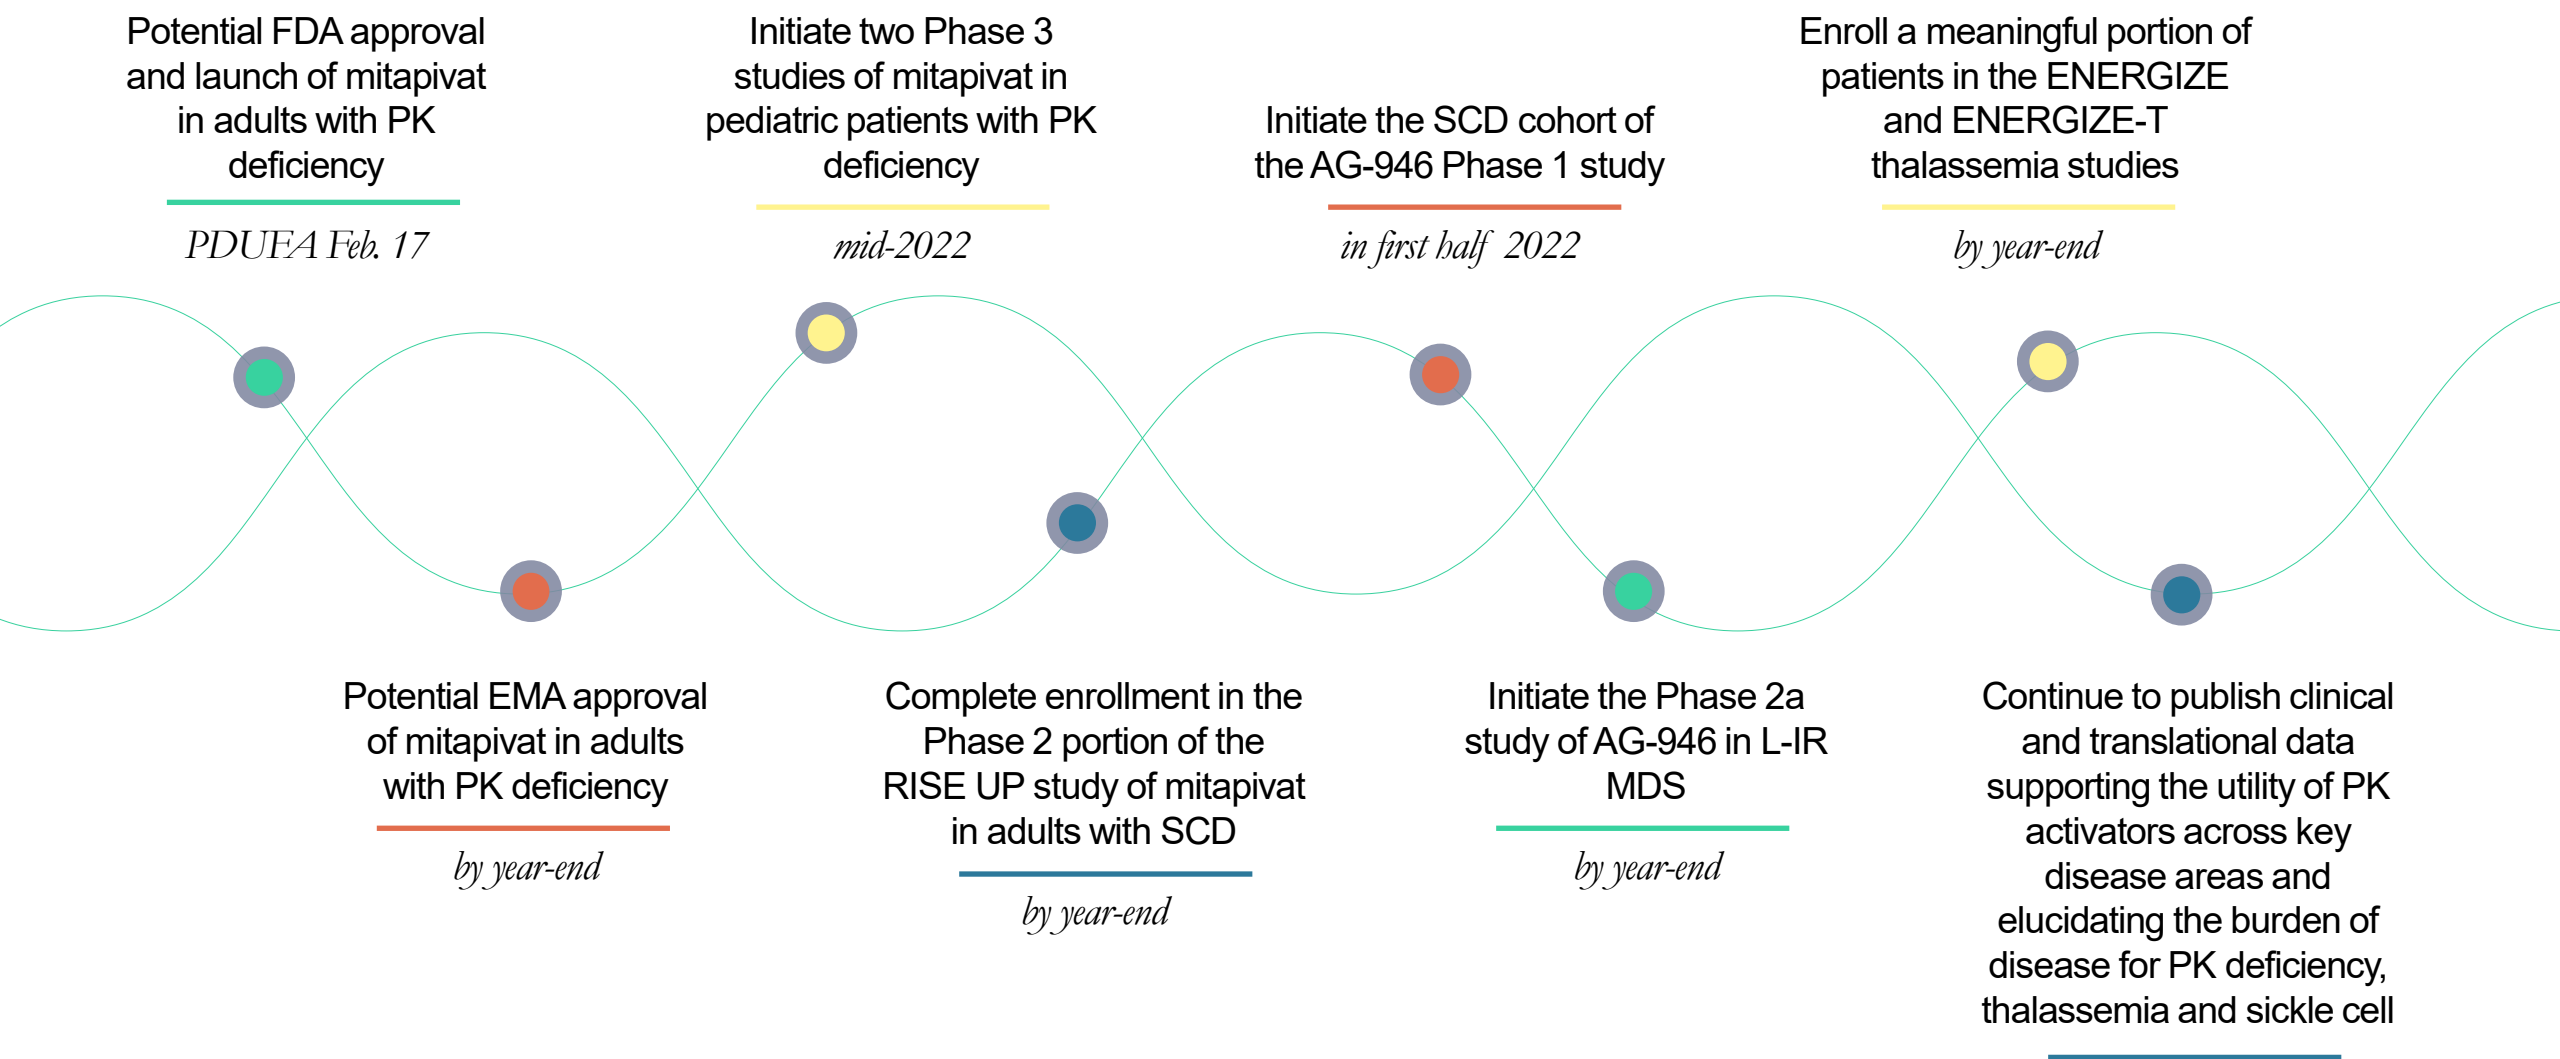 Potential FDA approval
and launch of mitapivat
in adults with PK
deficiency
PDUFA Feb. 17
Initiate two Phase 3
studies of mitapivat in
pediatric patients with PK
deficiency
mid-2022
Initiate the SCD cohort of
the AG-946 Phase 1 study
in first half 2022
Enroll a meaningful portion of
patients in the ENERGIZE
and ENERGIZE-T
thalassemia studies
by year-end
Potential EMA approval
of mitapivat in adults
with PK deficiency
by year-end
Complete enrollment in the
Phase 2 portion of the
RISE UP study of mitapivat
in adults with SCD
by year-end
Initiate the Phase 2a
study of AG-946 in L-IR
MDS
by year-end
Continue to publish clinical
and translational data
supporting the utility of PK
activators across key
disease areas and
elucidating the burden of
disease for PK deficiency,
thalassemia and sickle cell